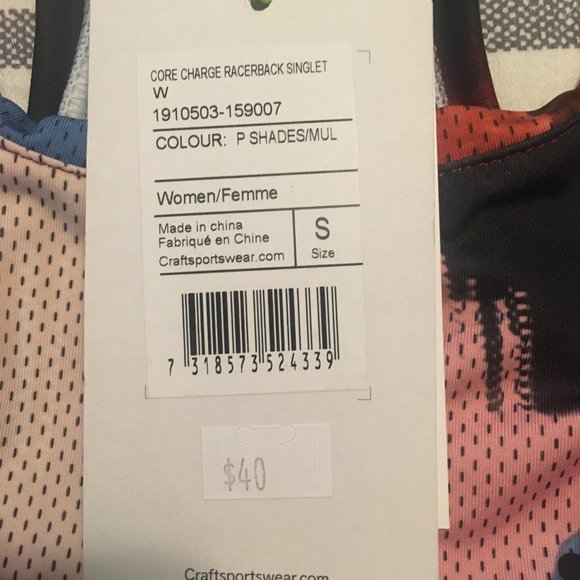 CORE CHARGE RACERBACK SINGLET
W
1910503-159007
COLOUR: P SHADES/MUL
Women/Femme
Made in china
Fabriqué en Chine
Craftsportswear.com
S
Size
7 318573 524339
$40
Craftsportswear.com